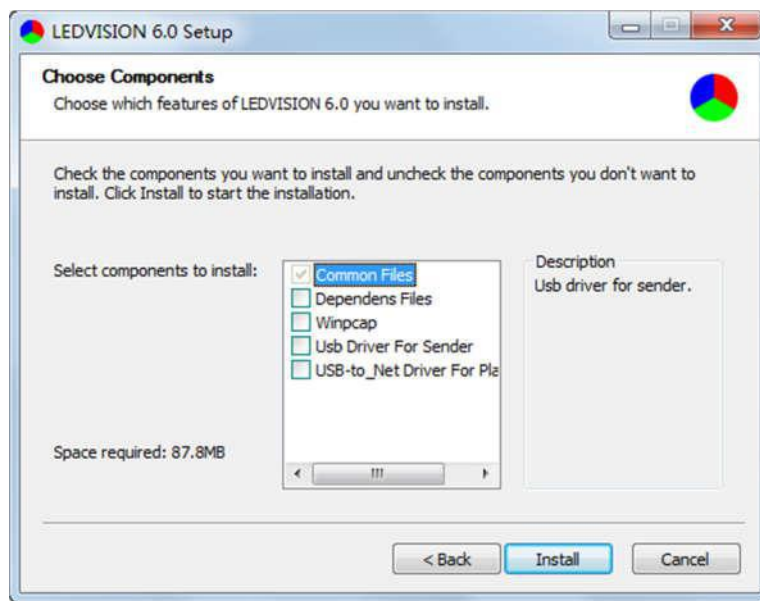 LEDVISION 6.0 Setup
Choose Components
Choose which features of LEDVISION 6.0 you want to install.
Check the components you want to install and uncheck the components you don't want to
install. Click Install to start the installation.
Select components to install:
Common Files
Dependens Files
Winpcap
Usb Driver For Sender
USB-to_Net Driver For Pla
Description
Usb driver for sender.
Space required: 87.8MB
< Back
Install
Cancel